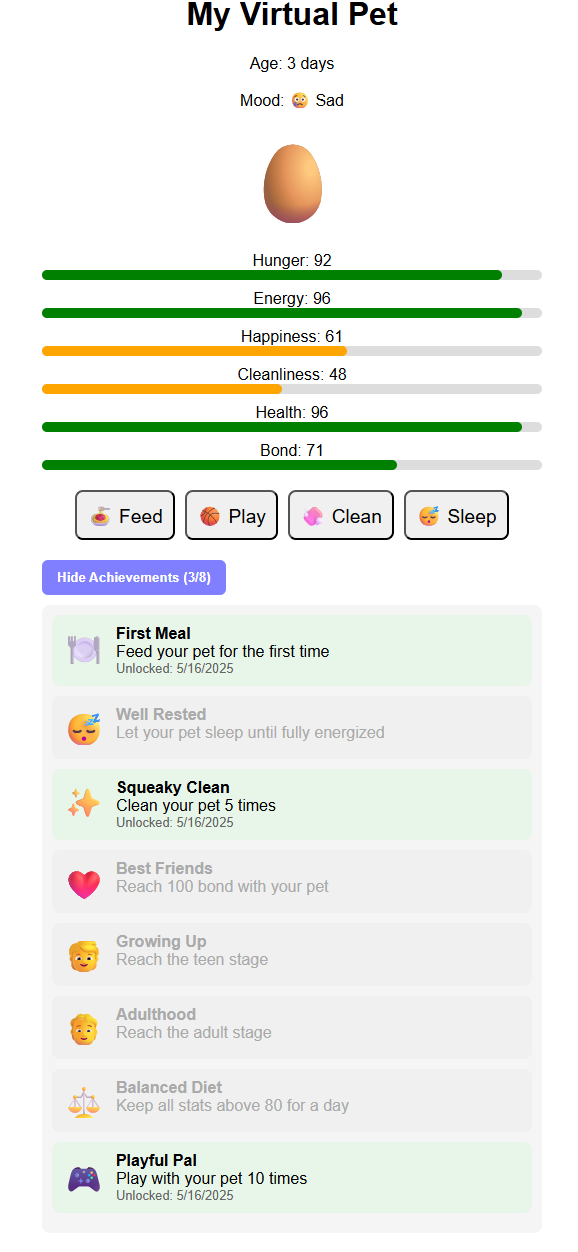 My Virtual Pet
Age: 3 days
Mood: 😢 Sad
Hunger: 92
Energy: 96
Happiness: 61
Cleanliness: 48
Health: 96
Bond: 71
Feed
Play
Clean
Sleep
Hide Achievements (3/8)
First Meal
Feed your pet for the first time
Unlocked: 5/16/2025
Well Rested
Let your pet sleep until fully energized
Squeaky Clean
Clean your pet 5 times
Unlocked: 5/16/2025
Best Friends
Reach 100 bond with your pet
Growing Up
Reach the teen stage
Adulthood
Reach the adult stage
Balanced Diet
Keep all stats above 80 for a day
Playful Pal
Play with your pet 10 times
Unlocked: 5/16/2025